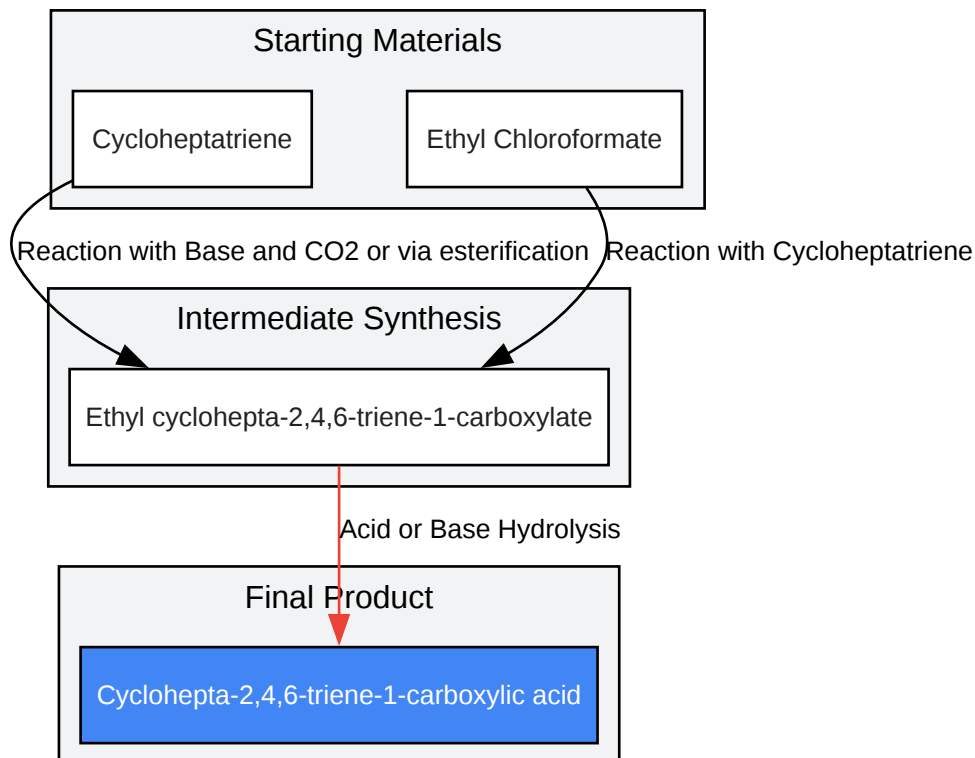 Starting Materials
Cycloheptatriene
Ethyl Chloroformate
Reaction with Base and CO2 or via esterification
Reaction with Cycloheptatriene
Intermediate Synthesis
Ethyl cyclohepta-2,4,6-triene-1-carboxylate
Acid or Base Hydrolysis
Final Product
Cyclohepta-2,4,6-triene-1-carboxylic acid